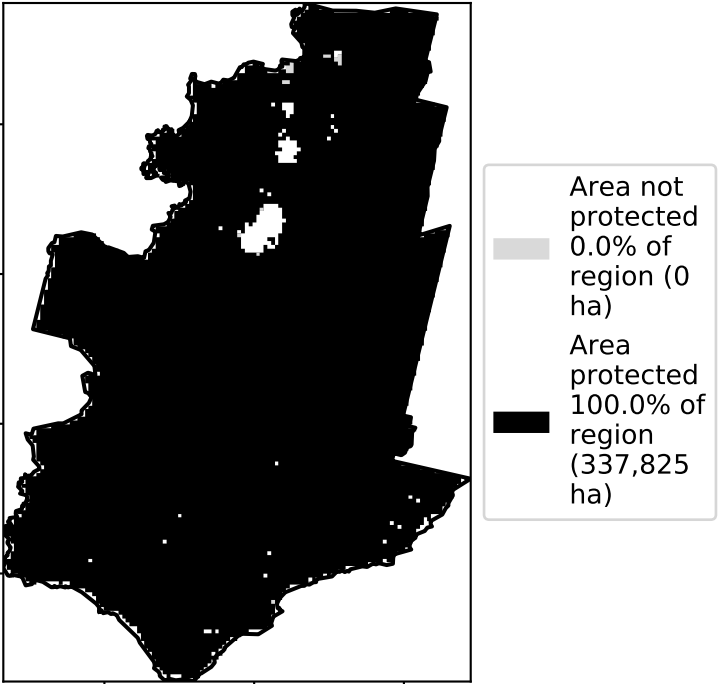 Area not
protected
0.0% of
region (0
ha)
Area
protected
100.0% of
region
(337,825
ha)